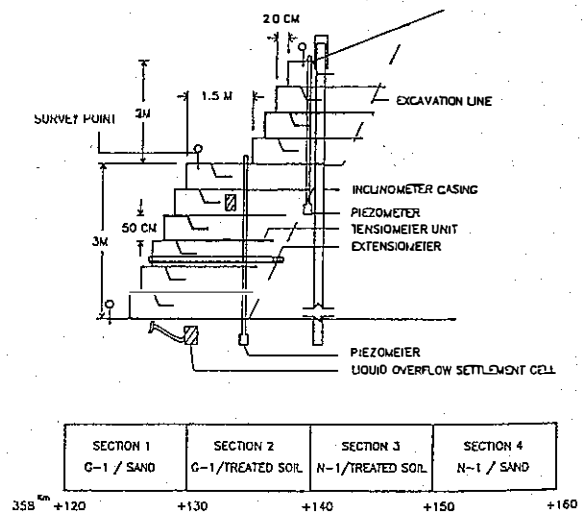 20 CM
1.5 M
EXCAVATION LINE
SURVEY POINT
2M
INCLINOMETER CASING
PIEZOMETER
50 CM
TENSIOMETER UNIT
3M
EXTENSIOMETER
PIEZOMETER
LIQUID OVERFLOW SETTLEMENT CELL
SECTION 1
G-1 / SAND
SECTION 2
G-1/TREATED SOIL
SECTION 3
N-1/TREATED SOIL
SECTION 4
N-1 / SAND
358 Km +120 +130 +140 +150 +160